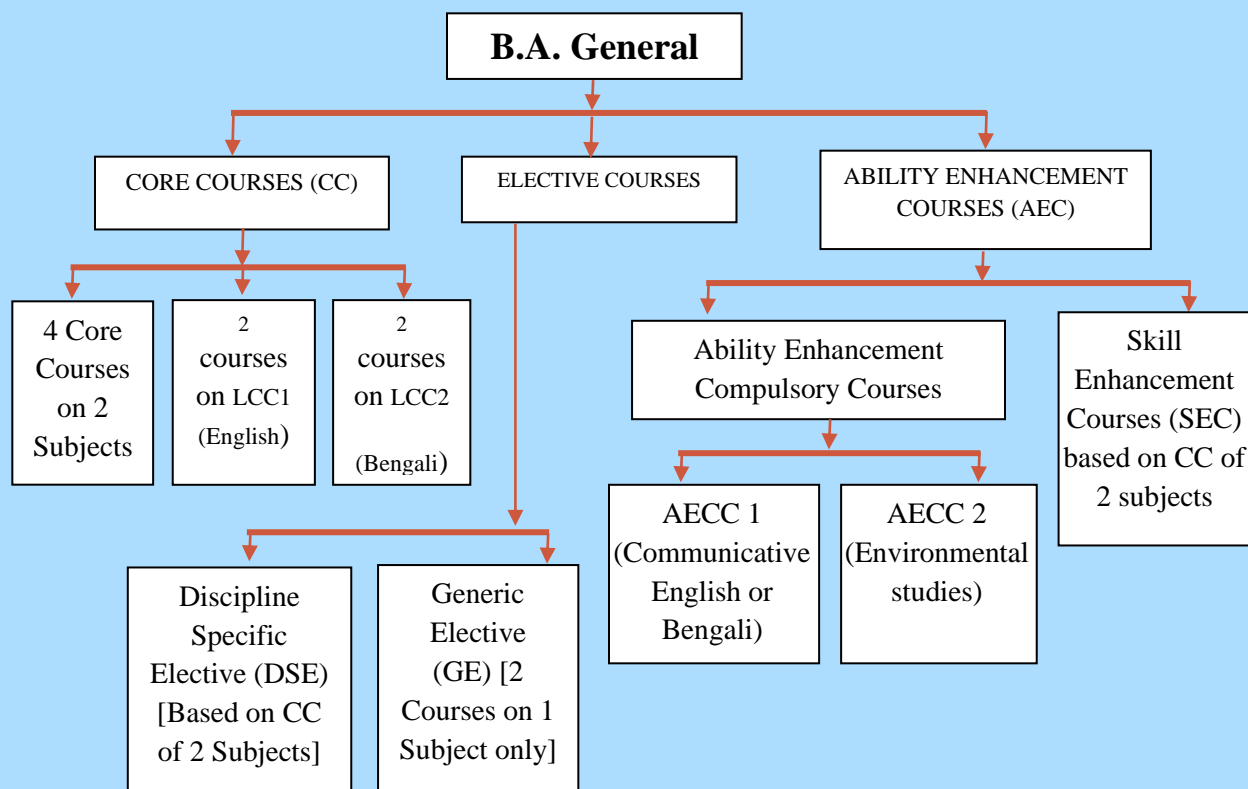 B.A. General
CORE COURSES (CC)
ELECTIVE COURSES
ABILITY ENHANCEMENT
COURSES (AEC)
4 Core
Courses
on 2
Subjects
2
courses
on LCC1
(English)
2
courses
on LCC2
(Bengali)
Ability Enhancement
Compulsory Courses
Skill
Enhancement
Courses (SEC)
based on CC of
2 subjects
AECC 1
(Communicative
English or
Bengali)
AECC 2
(Environmental
studies)
Discipline
Specific
Elective (DSE)
[Based on CC
of 2 Subjects]
Generic
Elective
(GE) [2
Courses on 1
Subject only]